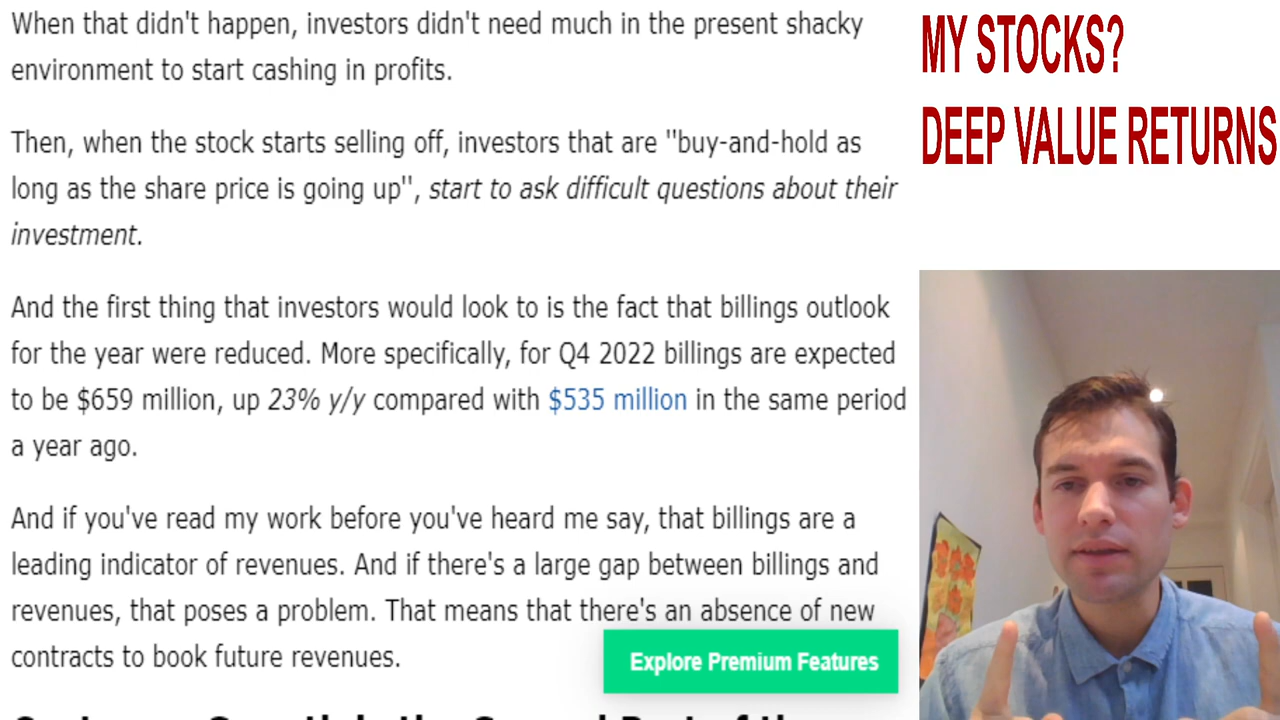 When that didn't happen, investors didn't need much in the present shacky
environment to start cashing in profits.
Then, when the stock starts selling off, investors that are "buy-and-hold as
long as the share price is going up", start to ask difficult questions about their
investment.
And the first thing that investors would look to is the fact that billings outlook
for the year were reduced. More specifically, for Q4 2022 billings are expected
to be $659 million, up 23% y/y compared with $535 million in the same period
a year ago.
And if you've read my work before you've heard me say, that billings are a
leading indicator of revenues. And if there's a large gap between billings and
revenues, that poses a problem. That means that there's an absence of new
contracts to book future revenues.
Explore Premium Features
MY STOCKS?
DEEP VALUE RETURNS